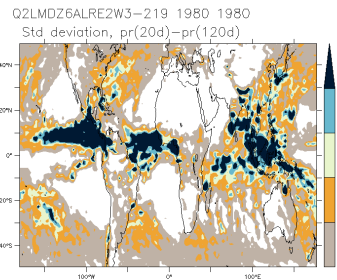 Q2LMDZ6ALRE2W3-219 1980 1980
Std deviation, pr(20d)-pr(120d)
40°N
20°N
0°
20°S
40°S
100°W 0° 100°E